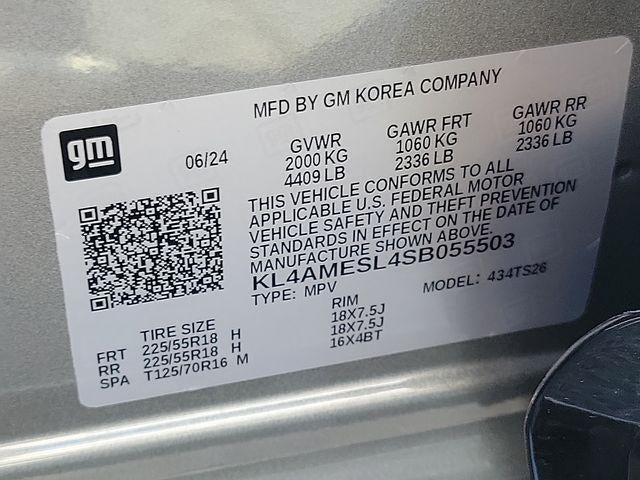 MFD BY GM KOREA COMPANY
gm
06/24
GVWR
2000 KG
4409 LB
GAWR FRT
1060 KG
2336 LB
GAWR RR
1060 KG
2336 LB
THIS VEHICLE CONFORMS TO ALL
APPLICABLE U.S. FEDERAL MOTOR
VEHICLE SAFETY AND THEFT PREVENTION
STANDARDS IN EFFECT ON THE DATE OF
MANUFACTURE SHOWN ABOVE.
KL4AMESL4SB055503
TYPE: MPV MODEL: 434TS26
TIRE SIZE RIM
FRT 225/55R18 H 18X7.5J
RR 225/55R18 H 18X7.5J
SPA T125/70R16 M 16X4BT